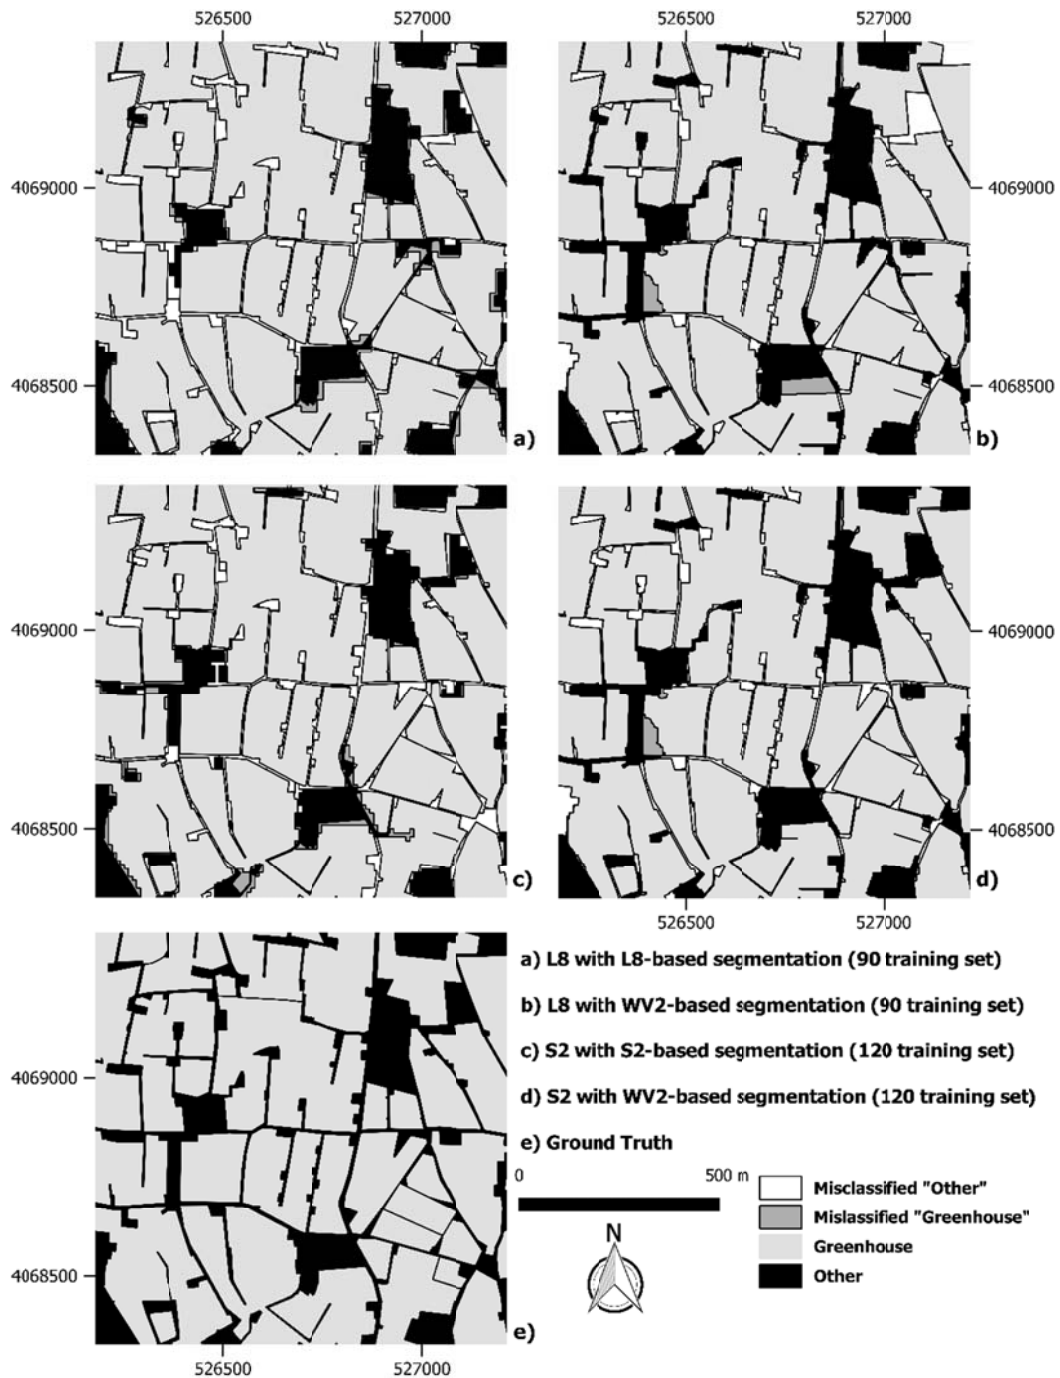 526500 527000 526500 527000
4069000 4069000
4068500 4068500
a) b)
4069000 4069000
4068500 4068500
c) d)
526500 527000
a) L8 with L8-based segmentation (90 training set)
b) L8 with WV2-based segmentation (90 training set)
c) S2 with S2-based segmentation (120 training set)
d) S2 with WV2-based segmentation (120 training set)
e) Ground Truth
4069000
4068500
0 500 m
N
Misclassified "Other"
Mislassified "Greenhouse"
Greenhouse
Other
e)
526500 527000